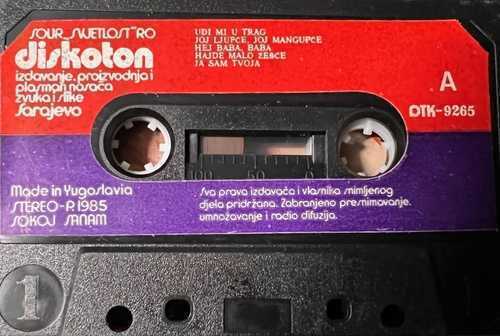 SOUR „SVJETLOST" RO
diskoton
izdavanje, proizvodnja i
plasman nosača
zvuka i slike
Sarajevo
UĐI MI U TRAG
JOJ LJUPČE, JOJ MANGUPČE
HEJ BABA, BABA
HAJDE MALO ŽEŠĆE
JA SAM TVOJA
A
DTK-9265
100 50 0
Made in Yugoslavia
STEREO-R 1985
SOKOJ SANAM
Sva prava izdavača i vlasnika snimljenog
djela pridržana. Zabranjeno presnimavanje,
umnožavanje i radio difuzija.
1